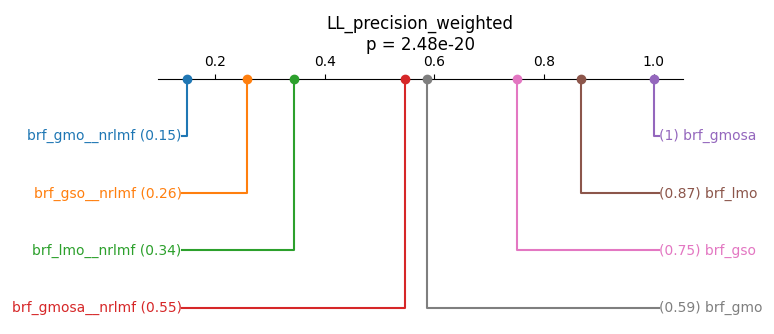 LL_precision_weighted
p = 2.48e-20
0.2 0.4 0.6 0.8 1.0
brf_gmo__nrlmf (0.15) (1) brf_gmosa
brf_gso__nrlmf (0.26) (0.87) brf_lmo
brf_lmo__nrlmf (0.34) (0.75) brf_gso
brf_gmosa__nrlmf (0.55) (0.59) brf_gmo